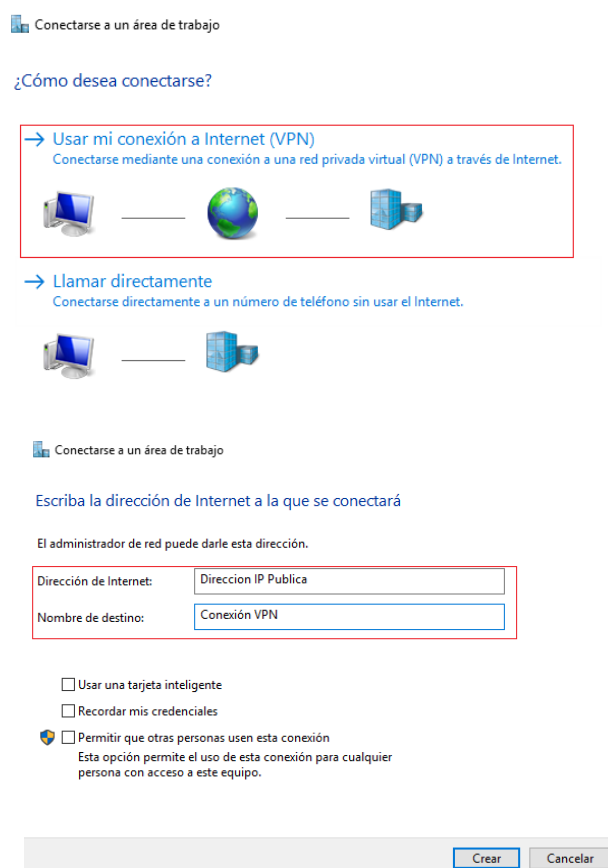 Conectarse a un área de trabajo
¿Cómo desea conectarse?
→ Usar mi conexión a Internet (VPN)
Conectarse mediante una conexión a una red privada virtual (VPN) a través de Internet.
→ Llamar directamente
Conectarse directamente a un número de teléfono sin usar el Internet.
Conectarse a un área de trabajo
Escriba la dirección de Internet a la que se conectará
El administrador de red puede darle esta dirección.
Dirección de Internet: Direccion IP Publica
Nombre de destino: Conexión VPN
Usar una tarjeta inteligente
Recordar mis credenciales
Permitir que otras personas usen esta conexión
Esta opción permite el uso de esta conexión para cualquier
persona con acceso a este equipo.
Crear Cancelar